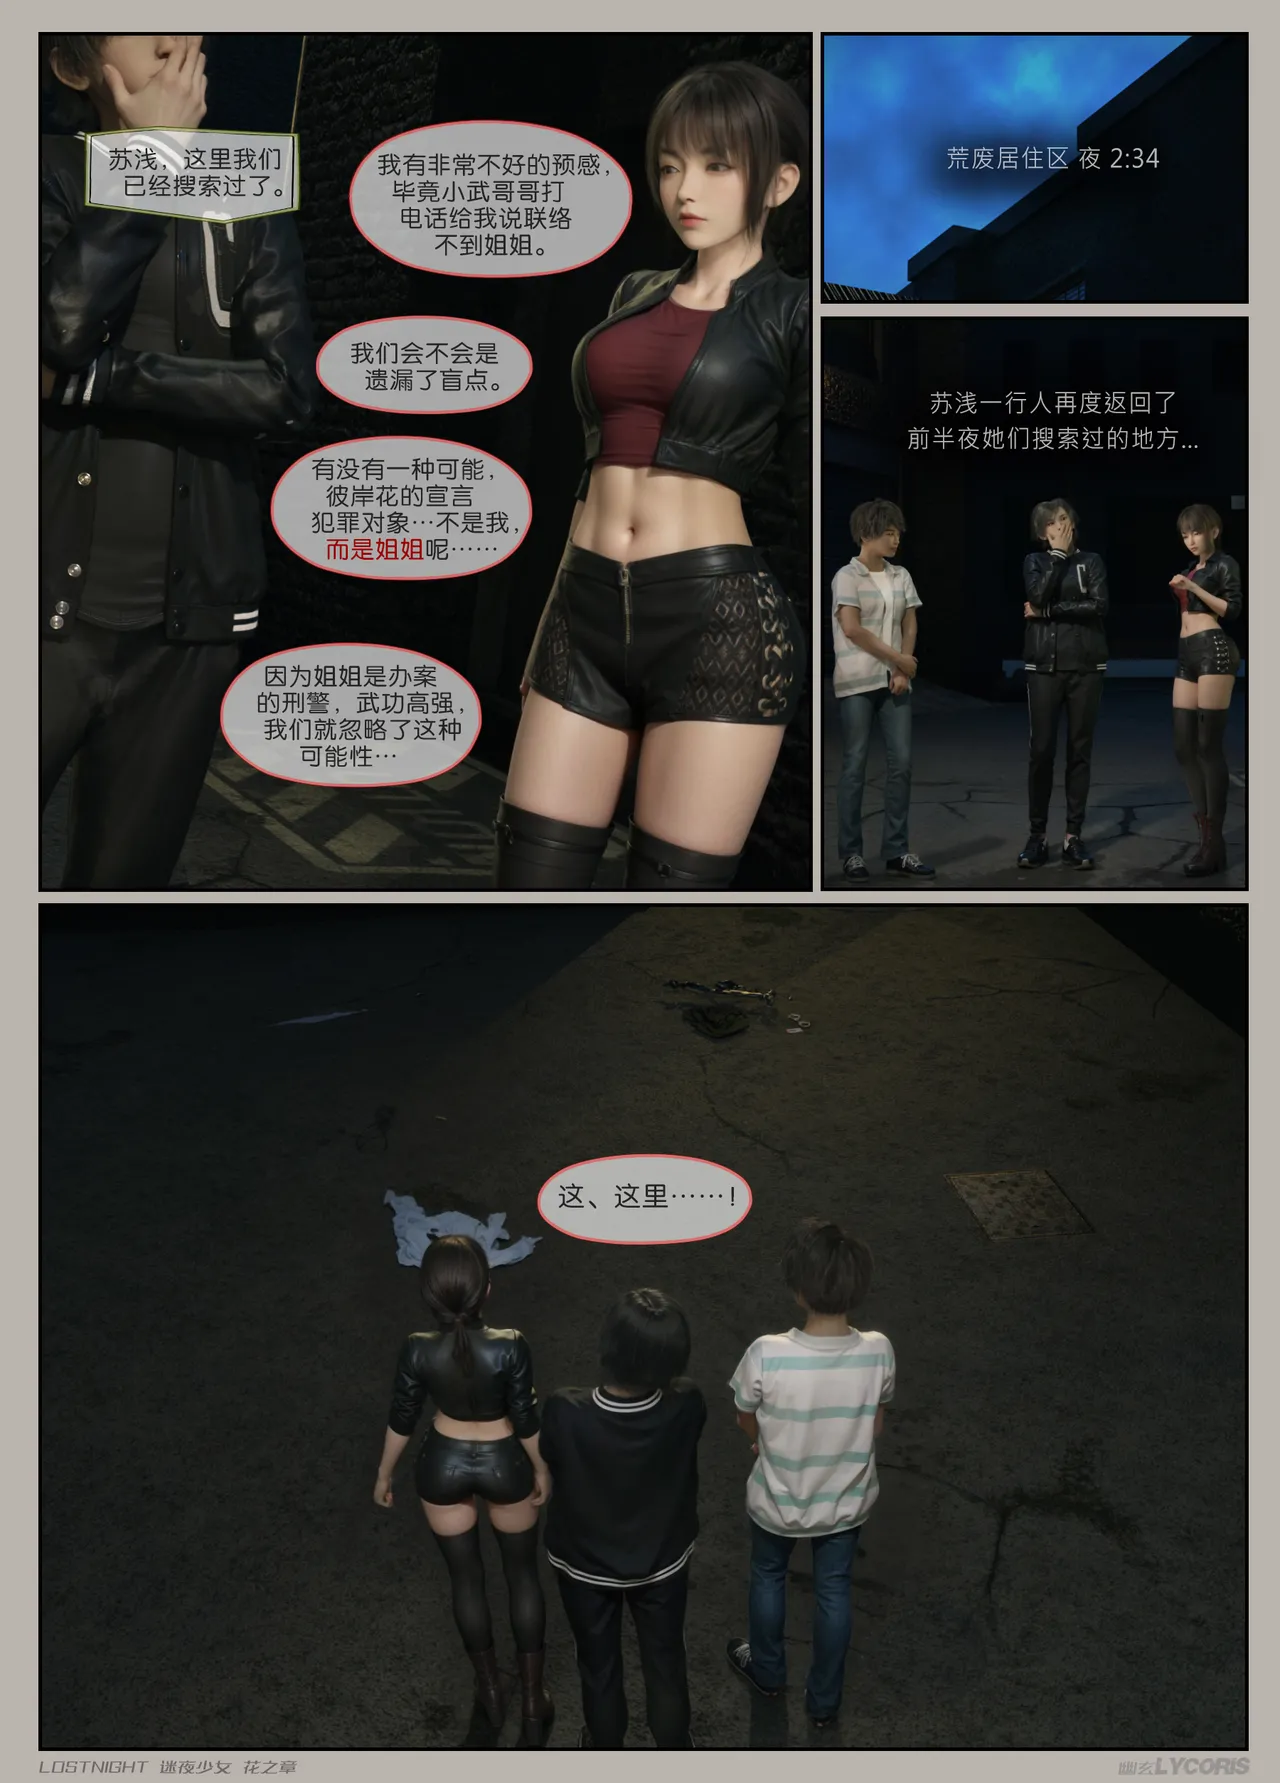 荒废居住区 夜 2:34
苏浅一行人再度返回了
前半夜她们搜索过的地方...
苏浅，这里我们
已经搜索过了。
我有非常不好的预感，
毕竟小武哥哥打
电话给我说联络
不到姐姐。
我们会不会是
遗漏了盲点。
有没有一种可能，
彼岸花的宣言
犯罪对象…不是我，
而是姐姐呢……
因为姐姐是办案
的刑警，武功高强，
我们就忽略了这种
可能性…
这、这里……！
LOSTNIGHT 迷夜少女 花之章
幽玄LYCORIS